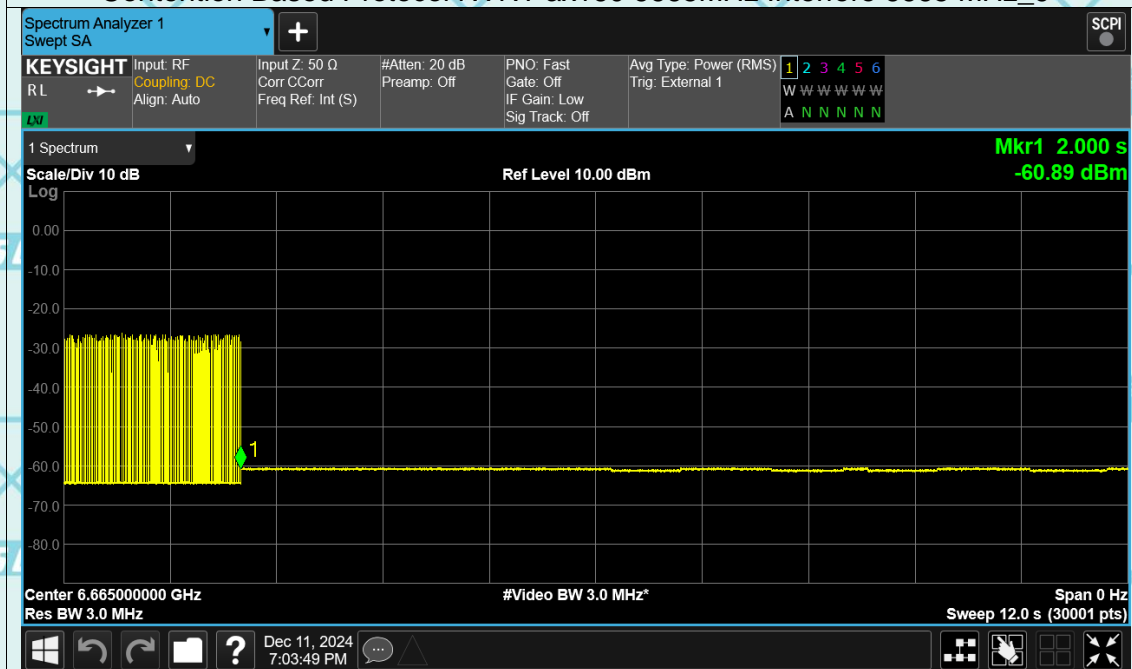 Spectrum Analyzer 1
Swept SA
SCPI
KEYSIGHT
R L
LXI
Input: RF
Coupling: DC
Align: Auto
Input Z: 50 Ω
Corr CCorr
Freq Ref: Int (S)
#Atten: 20 dB
Preamp: Off
PNO: Fast
Gate: Off
IF Gain: Low
Sig Track: Off
Avg Type: Power (RMS)
Trig: External 1
1 2 3 4 5 6
W W W W W W
A N N N N N
1 Spectrum
Mkr1 2.000 s
-60.89 dBm
Scale/Div 10 dB
Ref Level 10.00 dBm
Log
0.00
-10.0
-20.0
-30.0
-40.0
-50.0
1
-60.0
-70.0
-80.0
Center 6.665000000 GHz
#Video BW 3.0 MHz*
Span 0 Hz
Res BW 3.0 MHz
Sweep 12.0 s (30001 pts)
?
Dec 11, 2024
7:03:49 PM